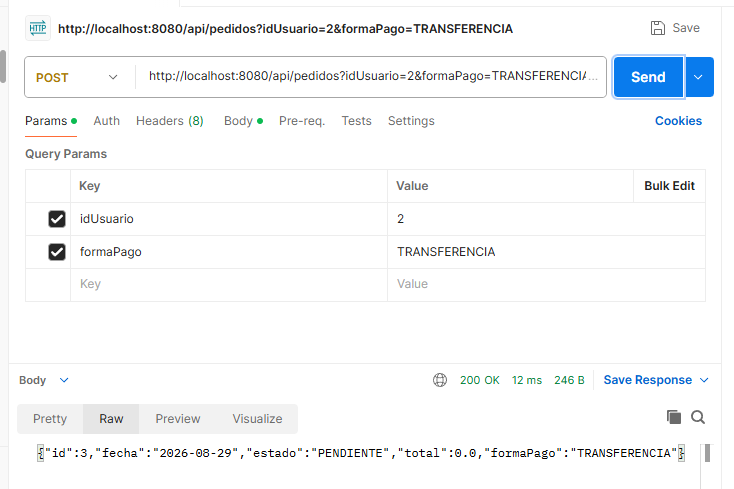 HTTP http://localhost:8080/api/pedidos?idUsuario=2&formaPago=TRANSFERENCIA Save
POST http://localhost:8080/api/pedidos?idUsuario=2&formaPago=TRANSFERENCIA... Send
Params Auth Headers (8) Body Pre-req. Tests Settings Cookies
Query Params
Key Value Bulk Edit
idUsuario 2
formaPago TRANSFERENCIA
Key Value
Body 200 OK 12 ms 246 B Save Response
Pretty Raw Preview Visualize
{"id":3,"fecha":"2026-08-29","estado":"PENDIENTE","total":0.0,"formaPago":"TRANSFERENCIA"}